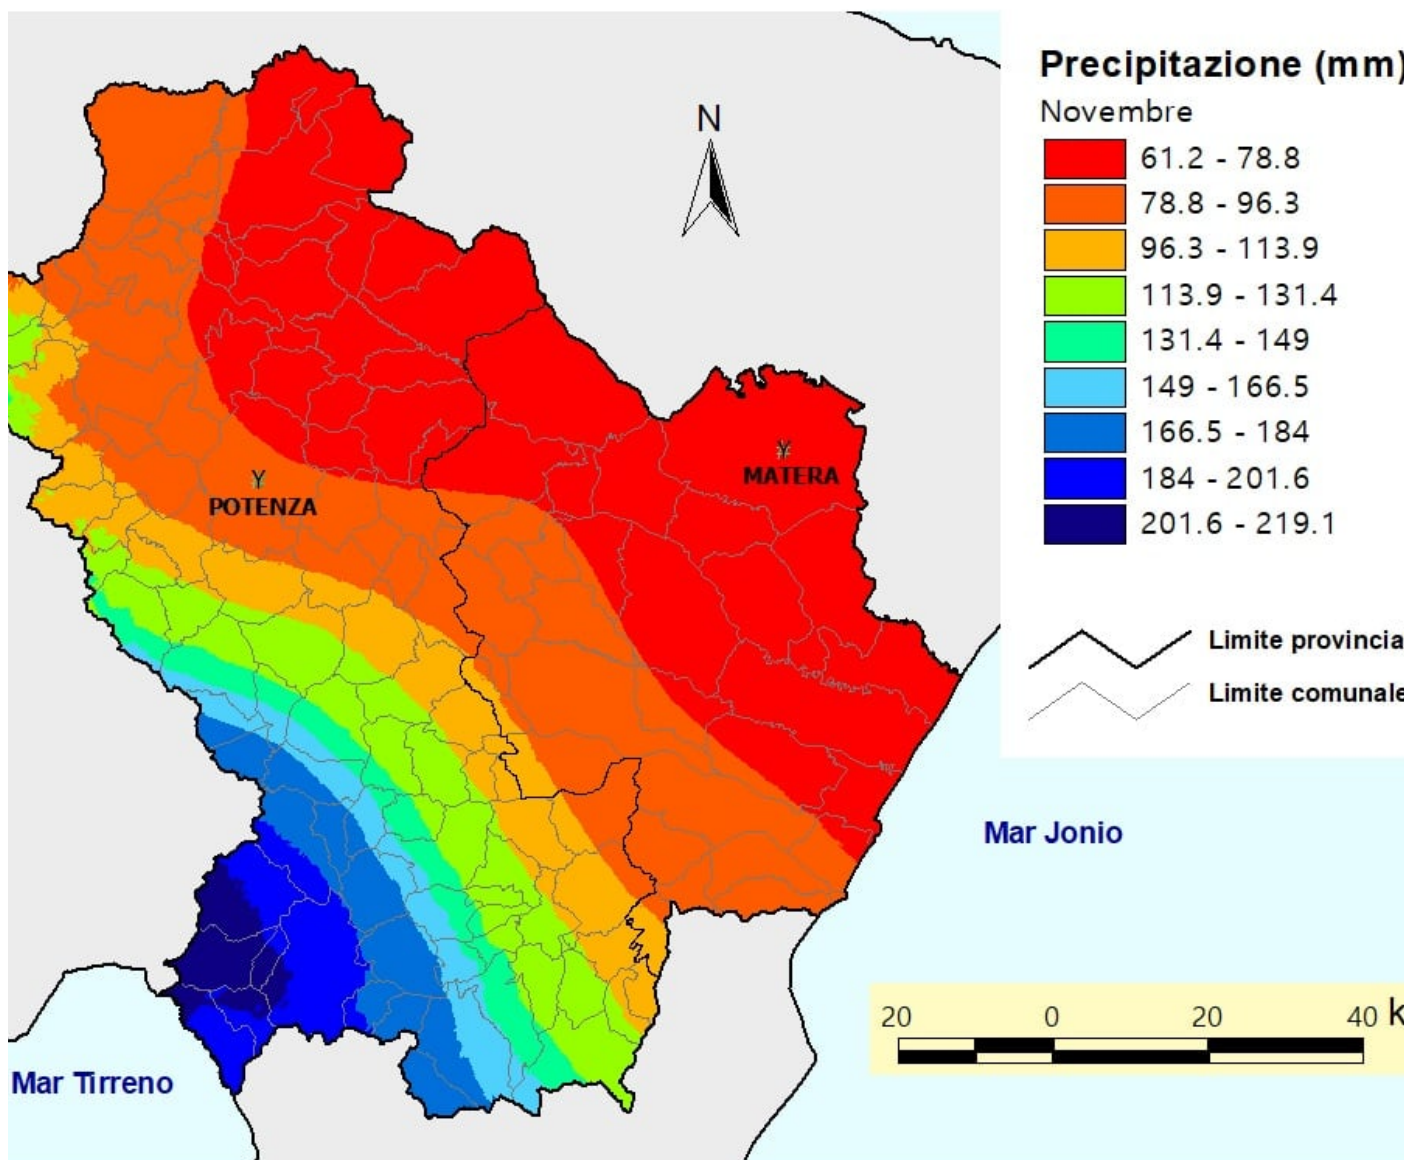 Precipitazione (mm)
Novembre
61.2 - 78.8
78.8 - 96.3
96.3 - 113.9
113.9 - 131.4
131.4 - 149
149 - 166.5
166.5 - 184
184 - 201.6
201.6 - 219.1
N
MATERA
POTENZA
Limite provincia
Limite comunale
Mar Jonio
20 0 20 40 k
Mar Tirreno